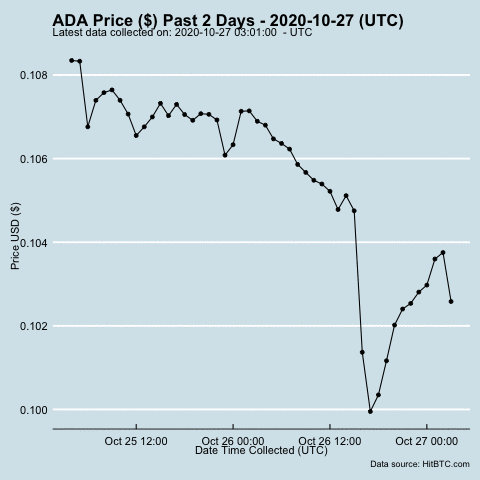 ADA Price ($) Past 2 Days - 2020-10-27 (UTC)
Latest data collected on: 2020-10-27 03:01:00  - UTC
0.108
0.106
0.104
0.102
0.100
Price USD ($)
Oct 25 12:00 Oct 26 00:00 Oct 26 12:00 Oct 27 00:00
Date Time Collected (UTC)
Data source: HitBTC.com